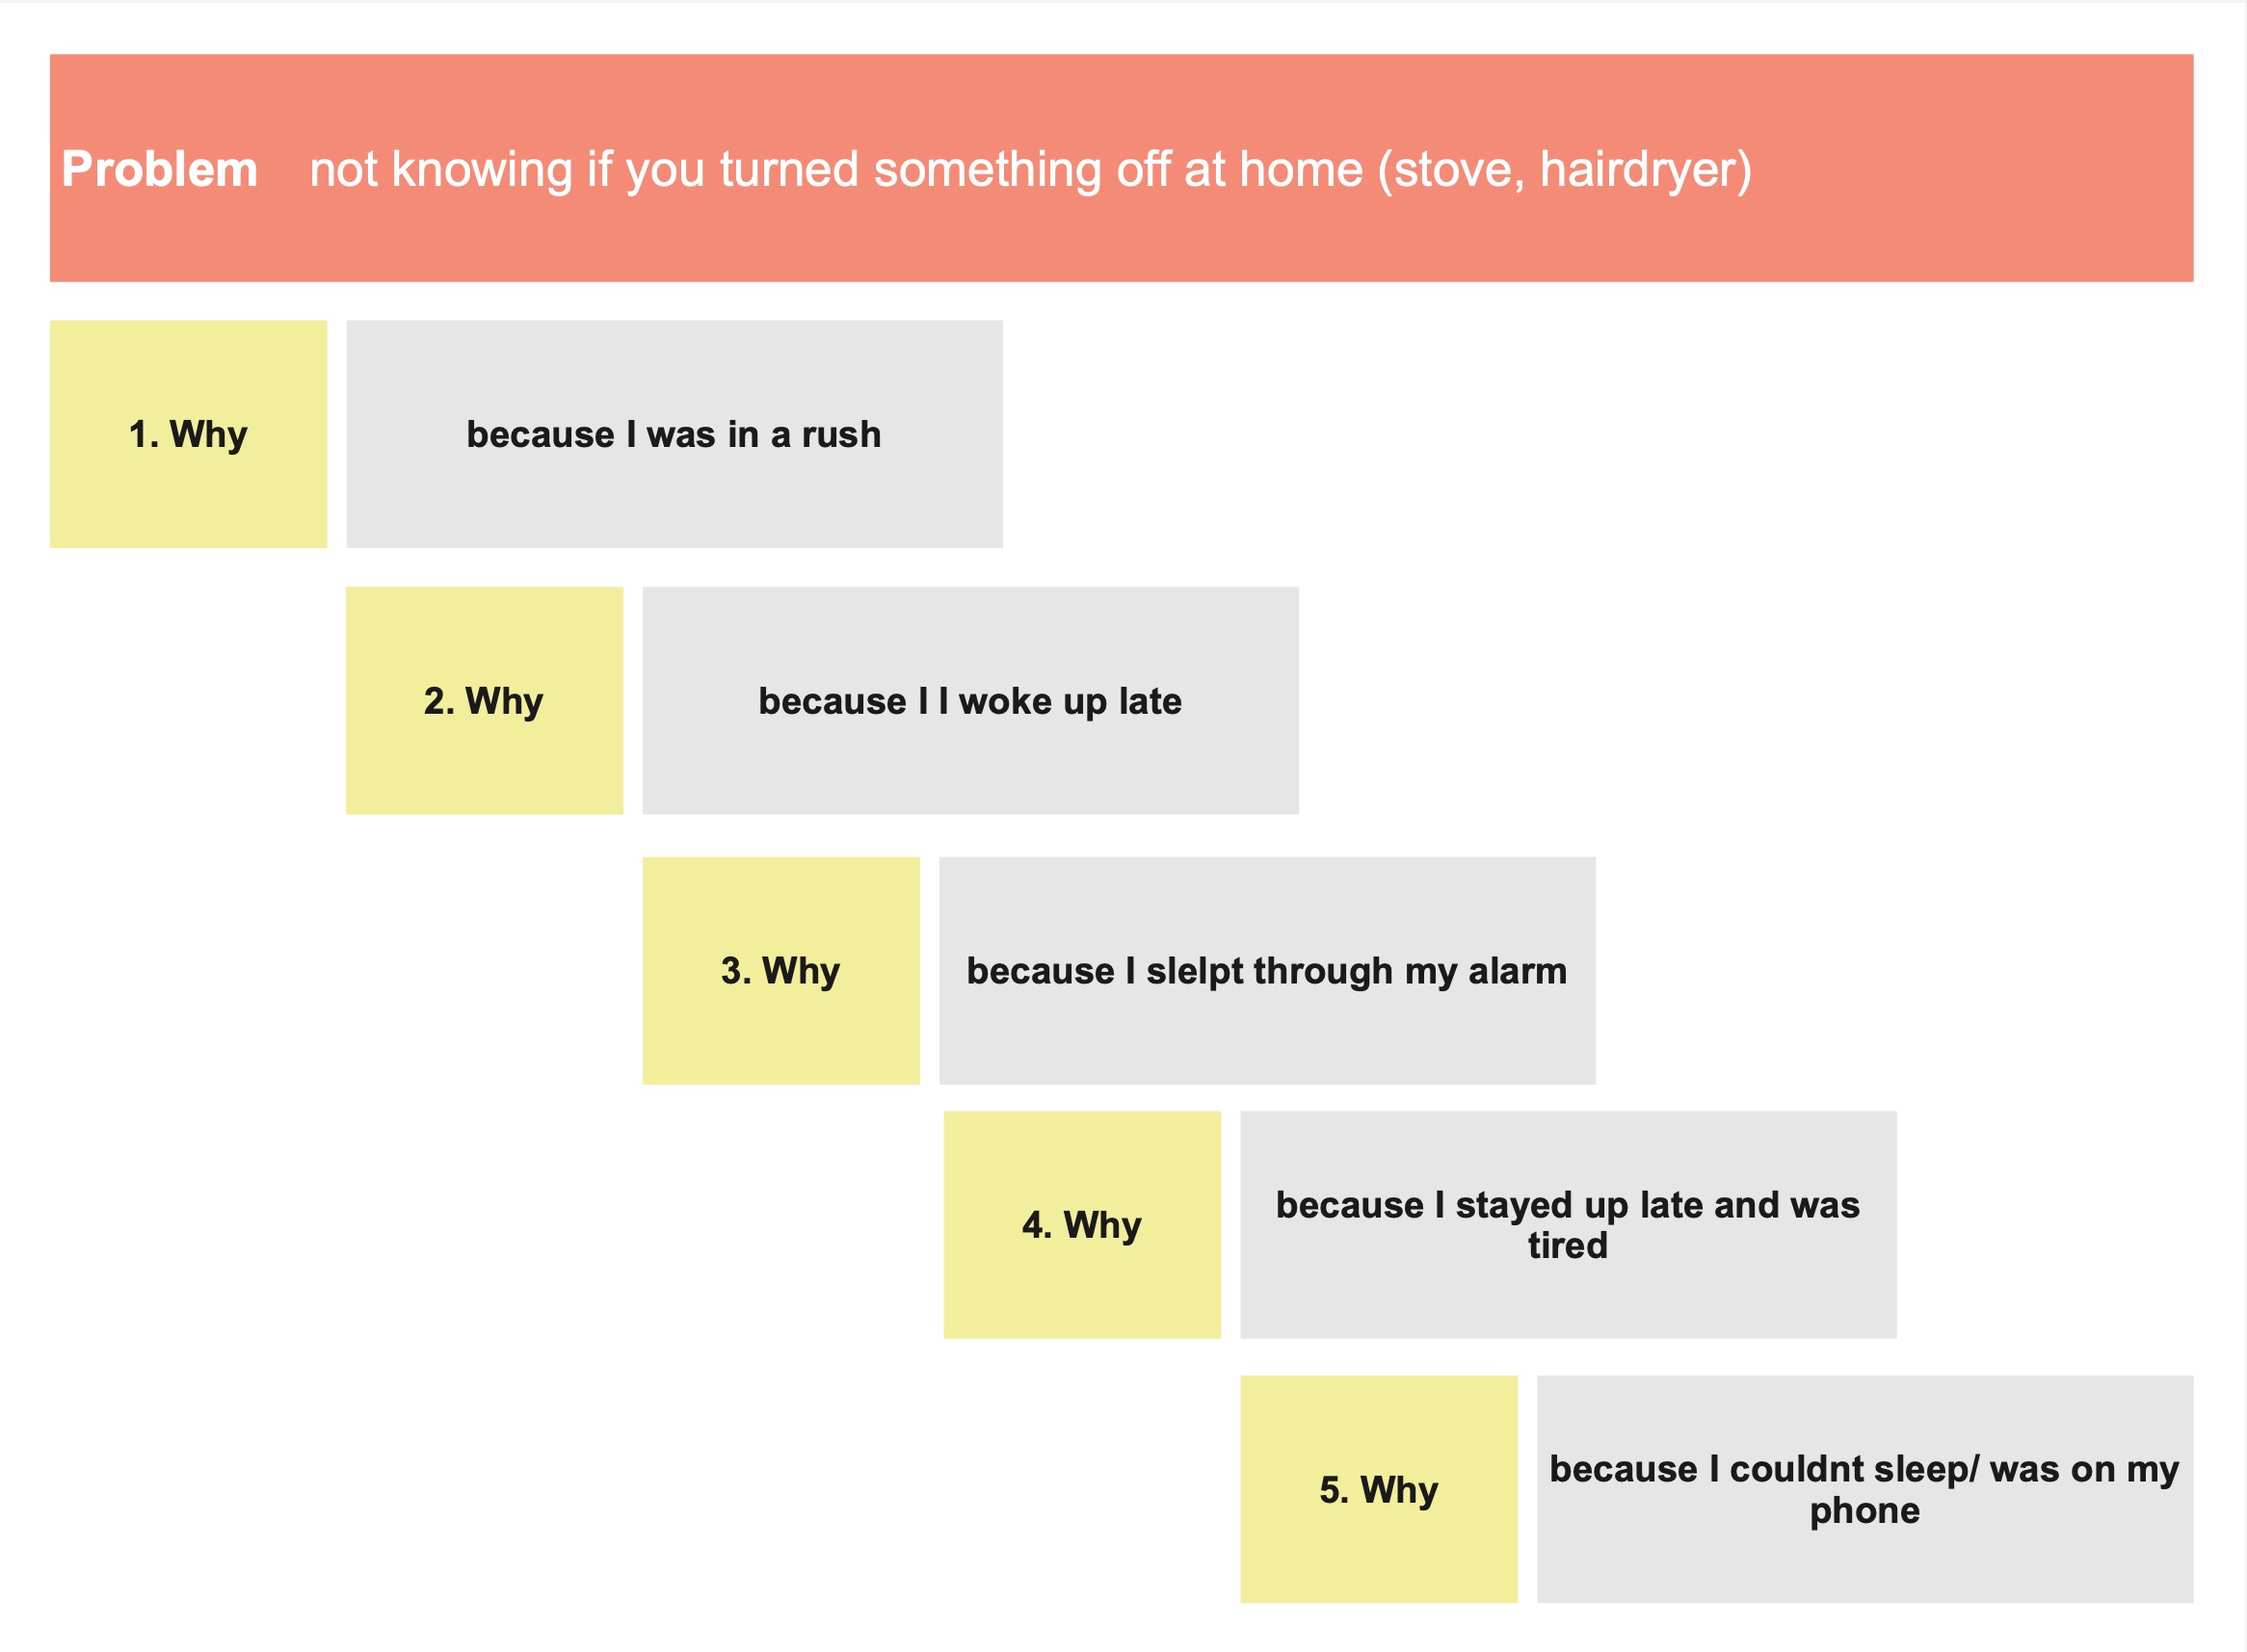 Problem not knowing if you turned something off at home (stove, hairdryer)
1. Why
because I was in a rush
2. Why
because I I woke up late
3. Why
because I slelpt through my alarm
4. Why
because I stayed up late and was
tired
5. Why
because I couldnt sleep/ was on my
phone